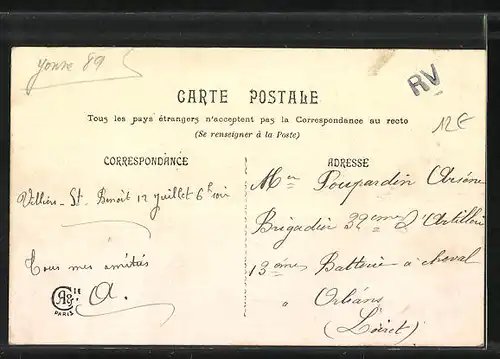 Yonne 89
RV
CARTE POSTALE
12€
Tous les pays étrangers n'acceptent pas la Correspondance au recto
(Se renseigner à la Poste)
CORRESPONDANCE
Villiers-St. Benoit 12 juillet 6h soir
Tous mes amitiés
A.
CIE
PARIS
ADRESSE
Mr Poupardin Arsène
Brigadier 32eme d'Artillerie
13ème Batterie à cheval
à Orléans
(Loiret)